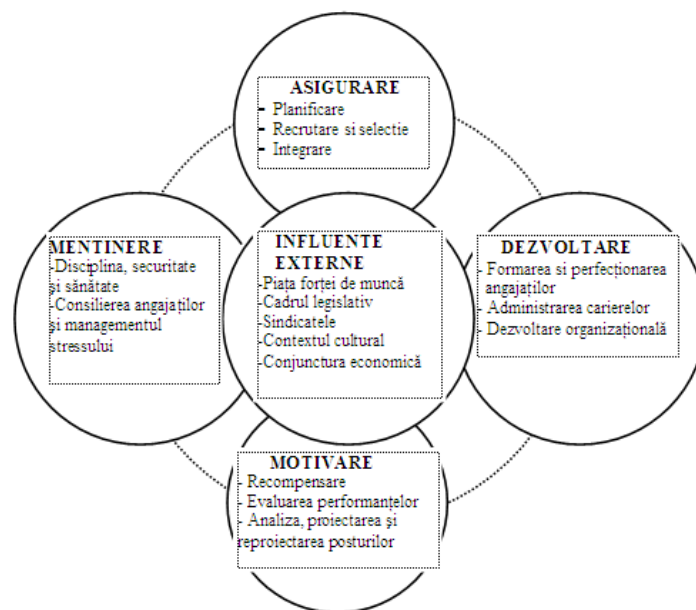 ASIGURARE
- Planificare
- Recrutare si selectie
- Integrare
MENTINERE
-Disciplina, securitate
și sănătate
-Consilierea angajaților
și managementul
stressului
INFLUENTE
EXTERNE
-Piața forței de muncă
-Cadrul legislativ
-Sindicatele
-Contextul cultural
-Conjunctura economică
DEZVOLTARE
- Formarea si perfecționarea
angajaților
- Administrarea carierelor
- Dezvoltare organizațională
MOTIVARE
- Recompensare
- Evaluarea performanțelor
- Analiza, proiectarea și
reproiectarea posturilor